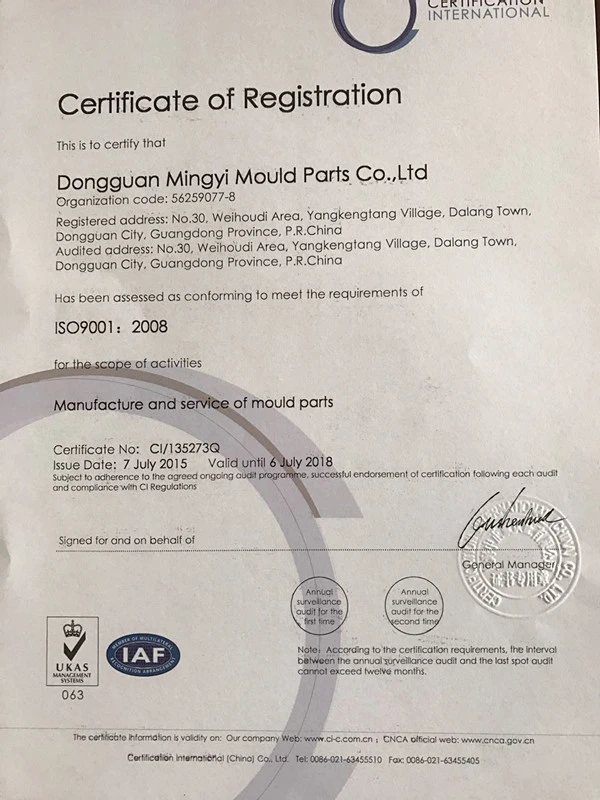 CERTIFICATION
INTERNATIONAL
Certificate of Registration
This is to certify that
Dongguan Mingyi Mould Parts Co.,Ltd
Organization code: 56259077-8
Registered address: No.30, Weihoudi Area, Yangkengtang Village, Dalang Town,
Dongguan City, Guangdong Province, P.R.China
Audited address: No.30, Weihoudi Area, Yangkengtang Village, Dalang Town,
Dongguan City, Guangdong Province, P.R.China
Has been assessed as conforming to meet the requirements of
ISO9001: 2008
for the scope of activities
Manufacture and service of mould parts
Certificate No: CI/135273Q
Issue Date: 7 July 2015 Valid until 6 July 2018
Subject to adherence to the agreed ongoing audit programme, successful endorsement of certification following each audit
and compliance with CI Regulations
Signed for and on behalf of
General Manager
Annual
surveillance
audit for the
first time
Annual
surveillance
audit for the
second time
Note: According to the certification requirements, the interval
between the annual surveillance audit and the last spot audit
cannot exceed twelve months.
UKAS
MANAGEMENT
SYSTEMS
063
MEMBER OF MULTILATERAL
IAF
RECOGNITION ARRANGEMENT
The certificate information is validity on: Our company Web: www.ci-c.com.cn ; CNCA official web: www.cnca.gov.cn
Certification International (China) Co., Ltd. Tel: 0086-021-63455510 Fax: 0086-021-63455405